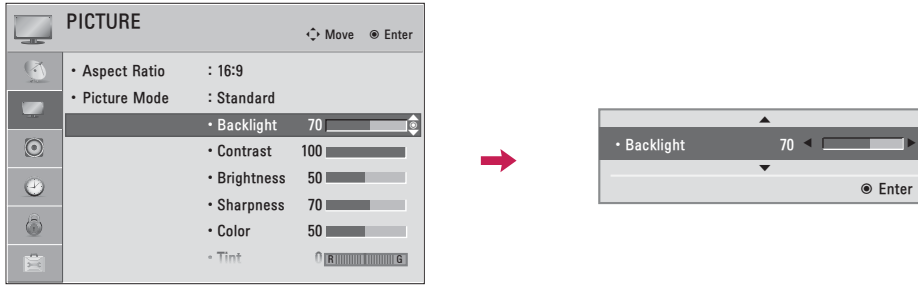 PICTURE
Move Enter
• Aspect Ratio : 16:9
• Picture Mode : Standard
• Backlight 70
• Contrast 100
• Brightness 50
• Sharpness 70
• Color 50
• Tint 0 R G
• Backlight 70
Enter